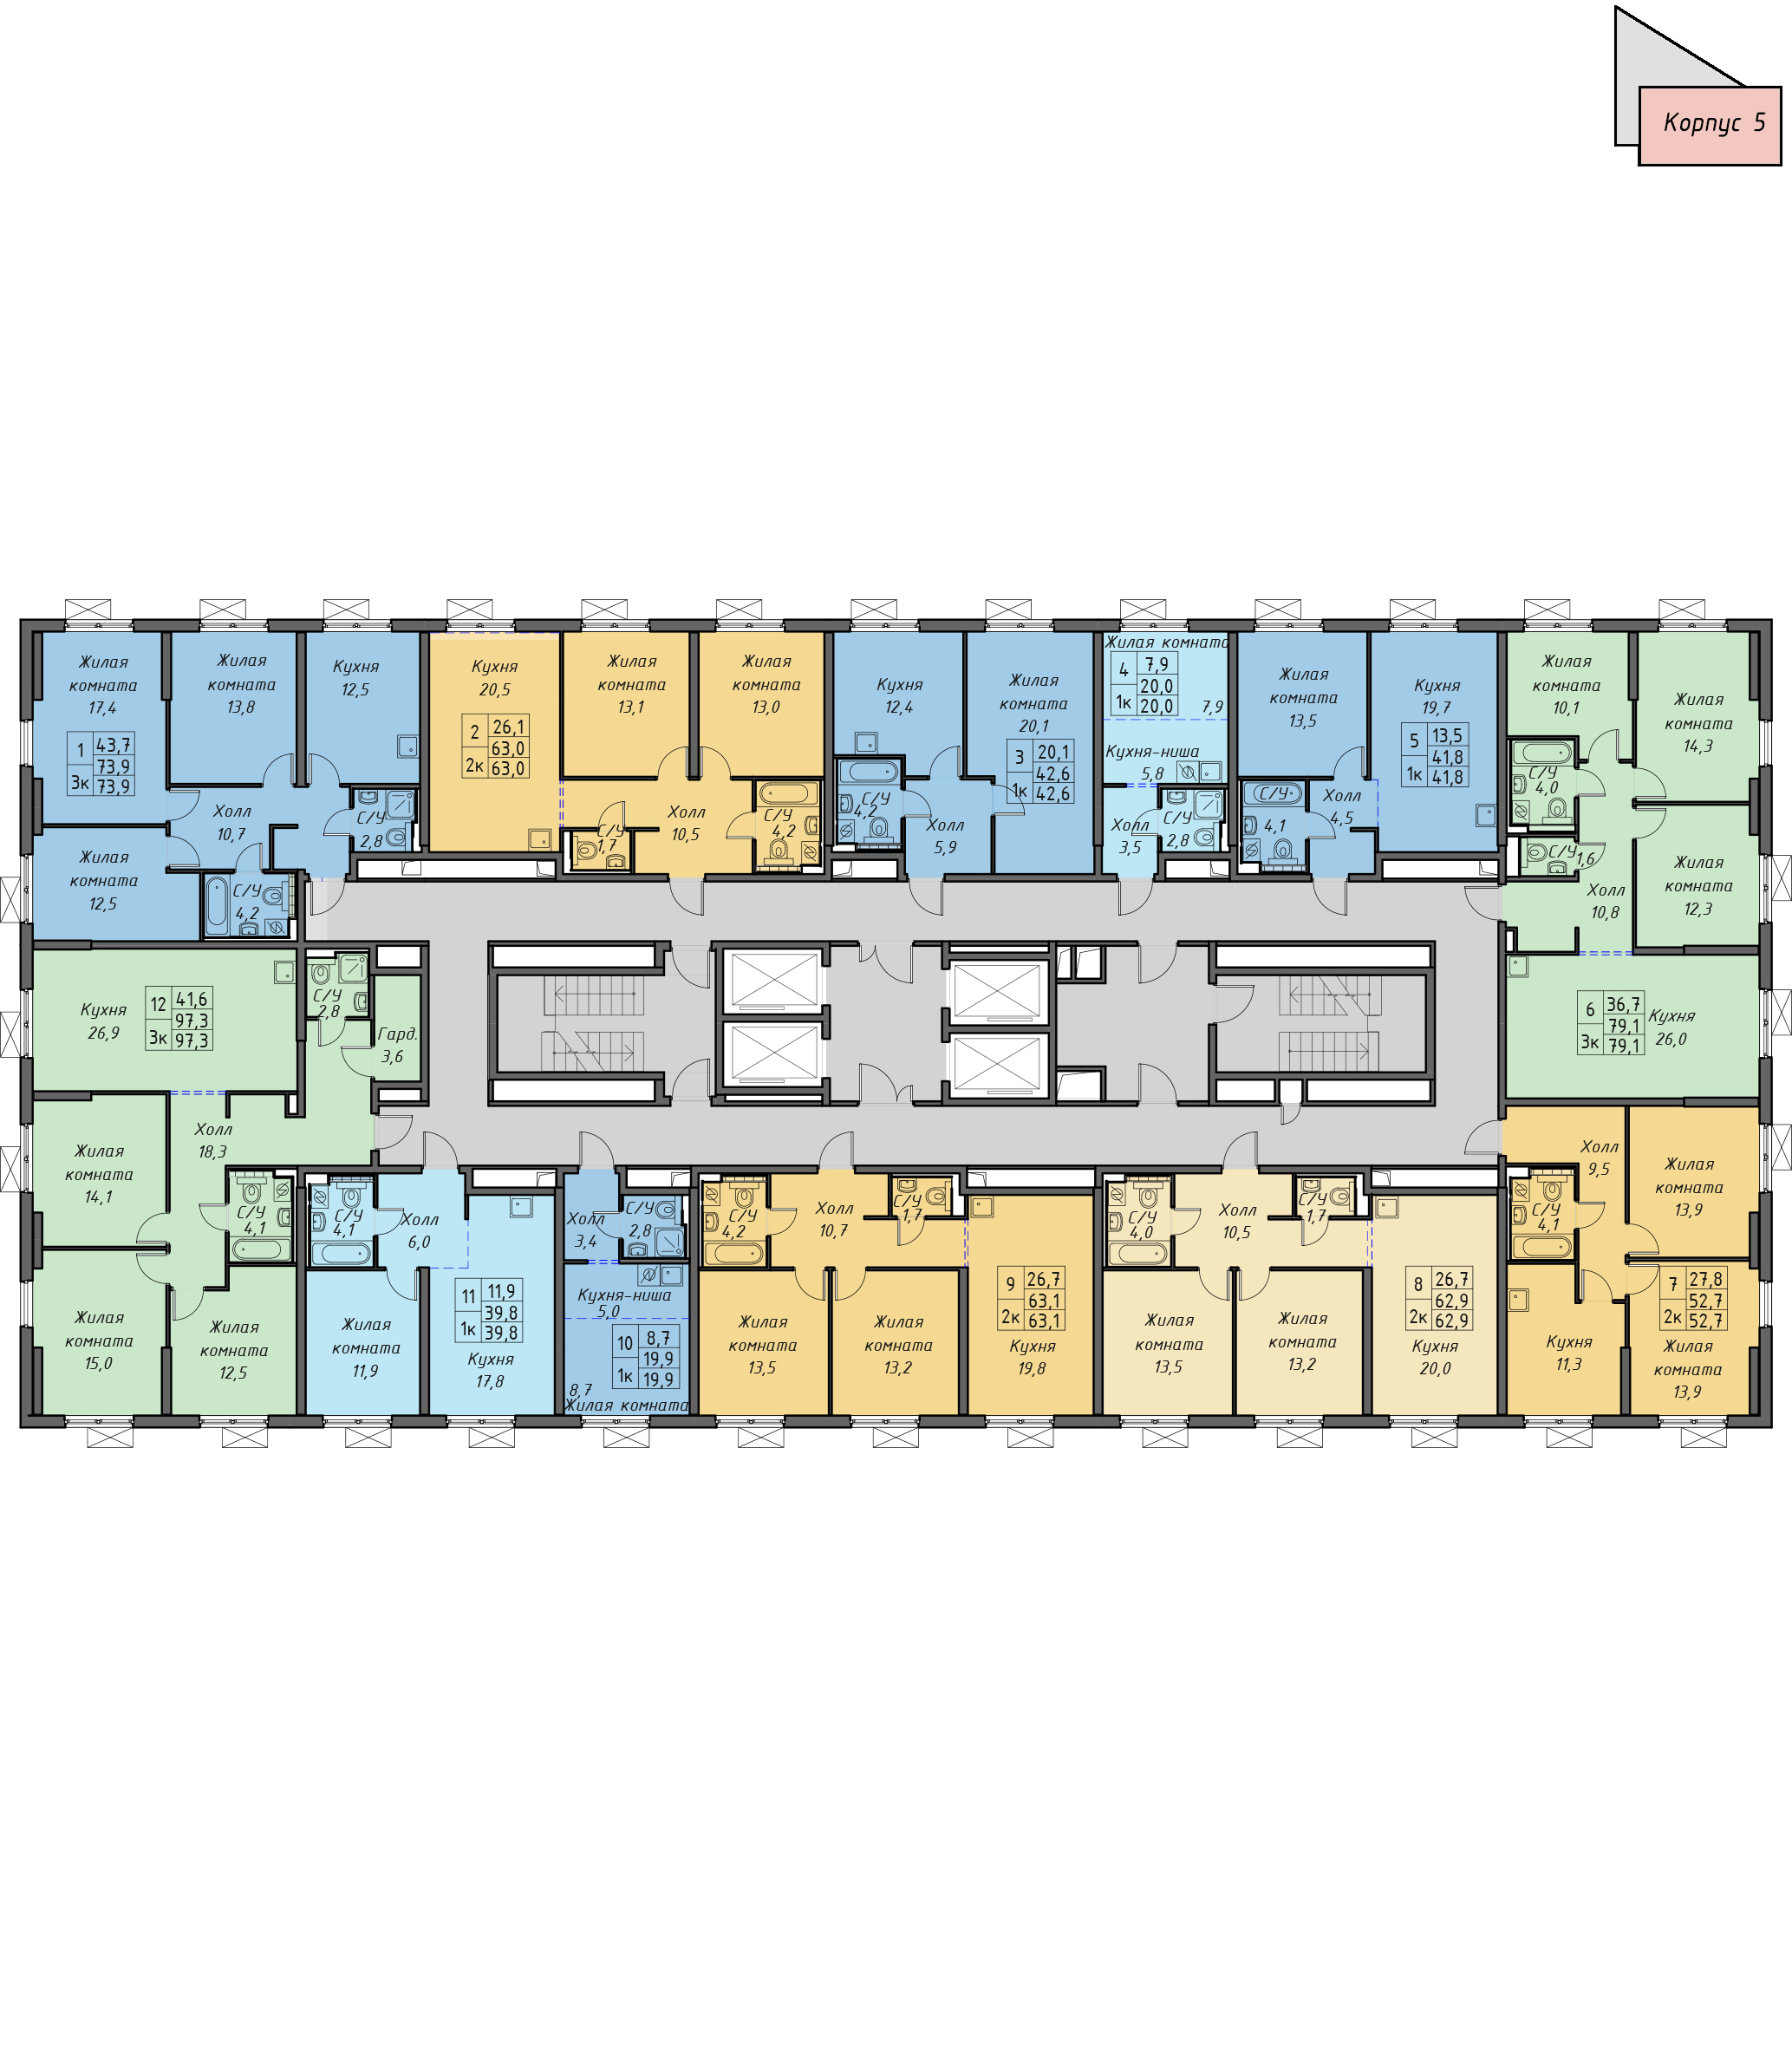 Корпус 5
Жилая
комната
17,4
1
3к
43,7
73,9
73,9
Жилая
комната
13,8
Кухня
12,5
Холл
10,7
С/У
2,8
Жилая
комната
12,5
С/У
4,2
Кухня
20,5
2
2к
26,1
63,0
63,0
Жилая
комната
13,1
Жилая
комната
13,0
С/У
1,7
Холл
10,5
С/У
4,2
Кухня
12,4
Жилая
комната
20,1
3
1к
20,1
42,6
42,6
С/У
4,2
Холл
5,9
Жилая комната
4
1к
7,9
20,0
20,0
7,9
Кухня-ниша
5,8
Холл
3,5
С/У
2,8
Жилая
комната
13,5
Кухня
19,7
5
1к
13,5
41,8
41,8
С/У
4,1
Холл
4,5
Жилая
комната
10,1
Жилая
комната
14,3
С/У
4,0
С/У
1,6
Холл
10,8
Жилая
комната
12,3
6
3к
36,7
79,1
79,1
Кухня
26,0
Кухня
26,9
12
3к
41,6
97,3
97,3
С/У
2,8
Гард.
3,6
Холл
18,3
Жилая
комната
14,1
С/У
4,1
Жилая
комната
15,0
Жилая
комната
12,5
С/У
4,1
Холл
6,0
Жилая
комната
11,9
11
1к
11,9
39,8
39,8
Кухня
17,8
Холл
3,4
С/У
2,8
Кухня-ниша
5,0
10
1к
8,7
19,9
19,9
8,7
Жилая комната
С/У
4,2
Холл
10,7
С/У
1,7
Жилая
комната
13,5
Жилая
комната
13,2
9
2к
26,7
63,1
63,1
Кухня
19,8
С/У
4,0
Холл
10,5
С/У
1,7
Жилая
комната
13,5
Жилая
комната
13,2
8
2к
26,7
62,9
62,9
Кухня
20,0
Холл
9,5
Жилая
комната
13,9
С/У
4,1
Кухня
11,3
7
2к
27,8
52,7
52,7
Жилая
комната
13,9